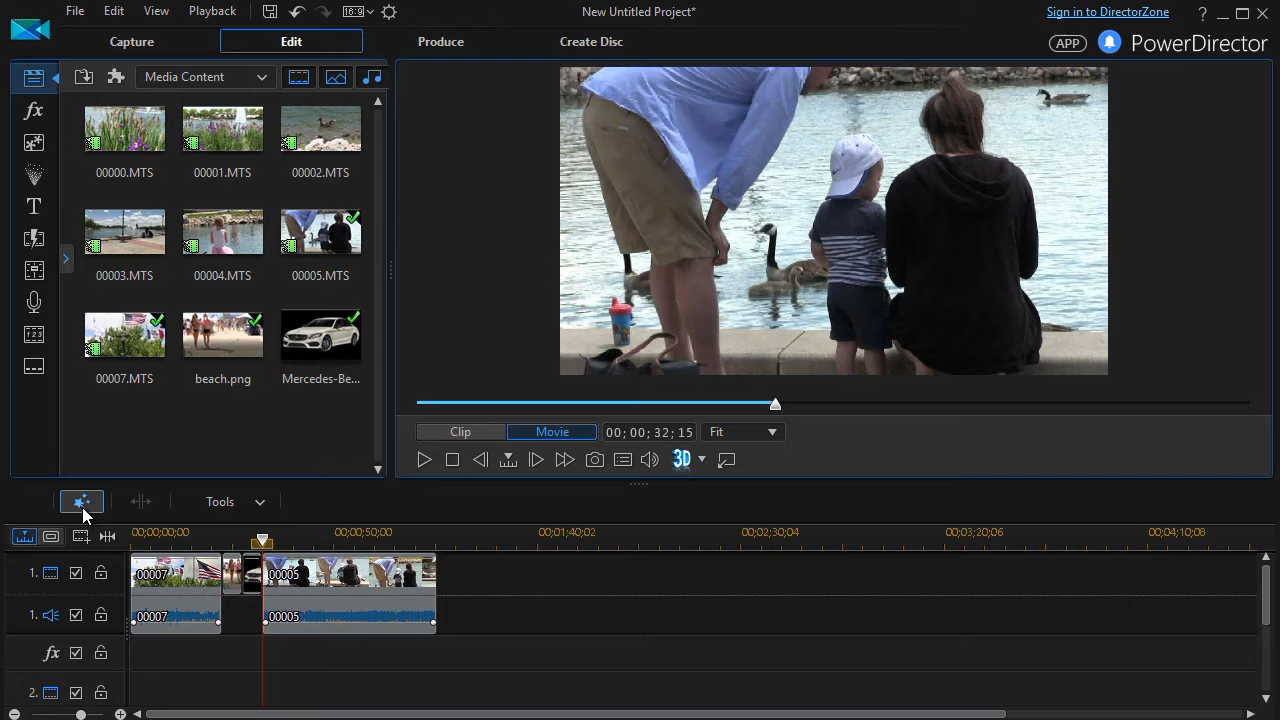 File Edit View Playback 16:9 New Untitled Project* Sign in to DirectorZone ?
Capture Edit Produce Create Disc APP PowerDirector
Media Content
fx
00000.MTS 00001.MTS 00002.MTS
T
00003.MTS 00004.MTS 00005.MTS
00007.MTS beach.png Mercedes-Be...
Clip Movie 00; 00; 32; 15 Fit
3D
Tools
00;00;00;00 00;00;50;00 00;01;40;02 00;02;30;04 00;03;20;06 00;04;10;08
1. 00007 00005
1. 00007 00005
fx
2.